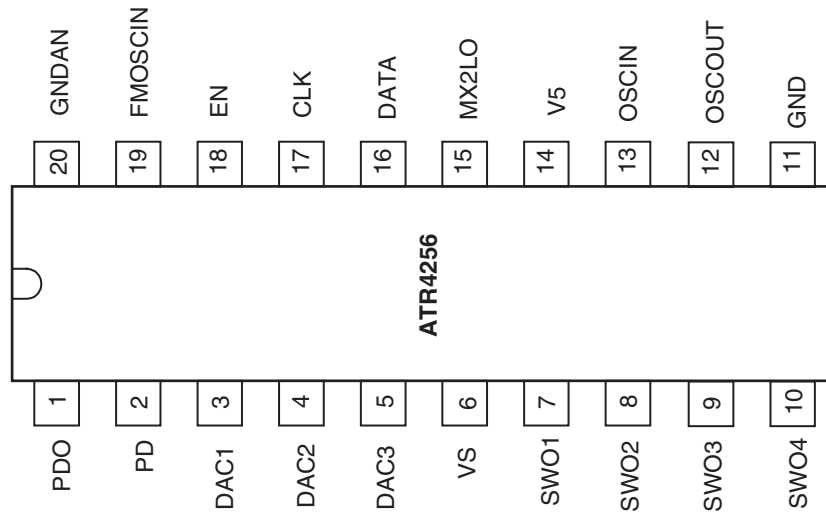 GNDAN
FMOSCIN
EN
CLK
DATA
MX2LO
V5
OSCIN
OSCOUT
GND
20
19
18
17
16
15
14
13
12
11
ATR4256
1
2
3
4
5
6
7
8
9
10
PDO
PD
DAC1
DAC2
DAC3
VS
SWO1
SWO2
SWO3
SWO4